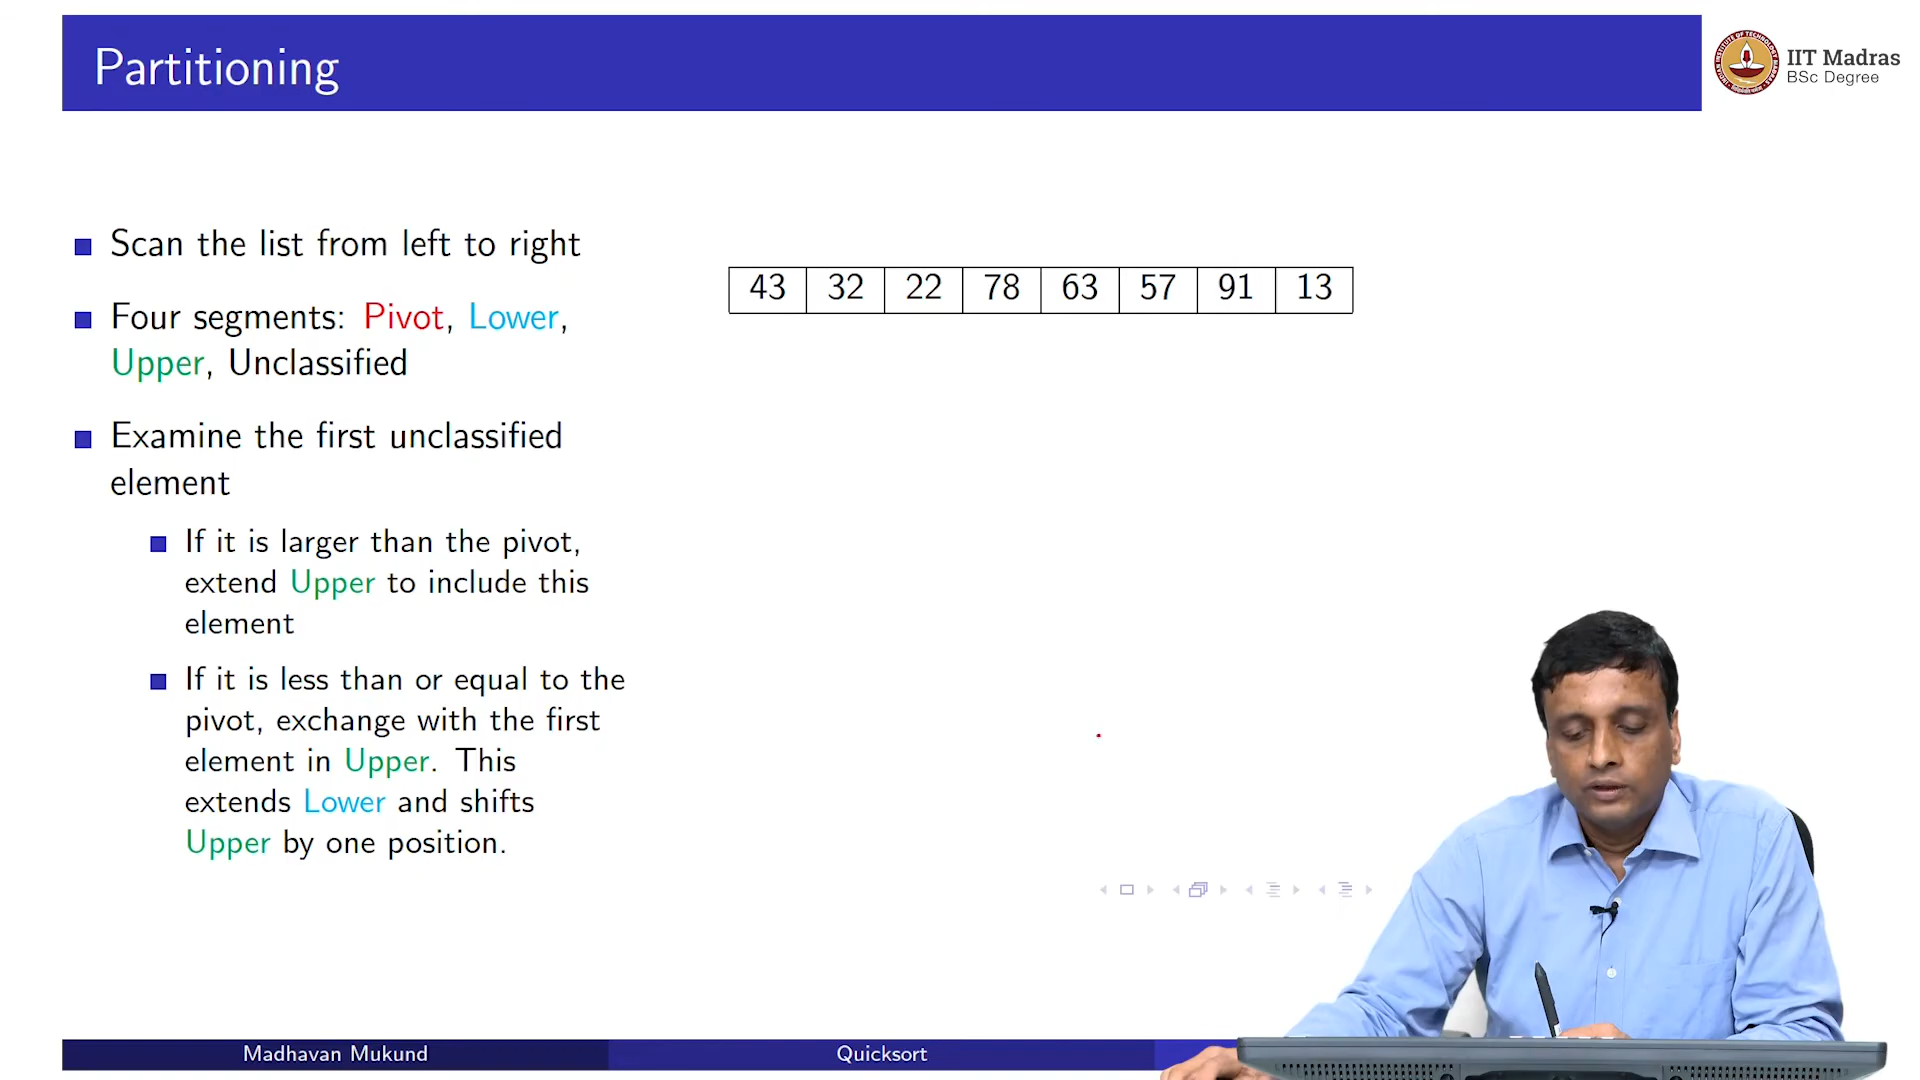 Partitioning
IIT Madras
BSc Degree
Scan the list from left to right
Four segments: Pivot, Lower,
Upper, Unclassified
Examine the first unclassified
element
If it is larger than the pivot,
extend Upper to include this
element
If it is less than or equal to the
pivot, exchange with the first
element in Upper. This
extends Lower and shifts
Upper by one position.
43 32 22 78 63 57 91 13
Madhavan Mukund
Quicksort